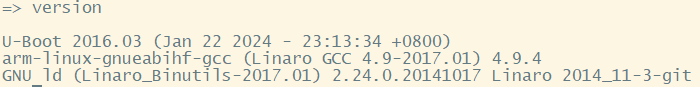 => version
U-Boot 2016.03 (Jan 22 2024 - 23:13:34 +0800)
arm-linux-gnueabihf-gcc (Linaro GCC 4.9-2017.01) 4.9.4
GNU ld (Linaro_Binutils-2017.01) 2.24.0.20141017 Linaro 2014_11-3-git